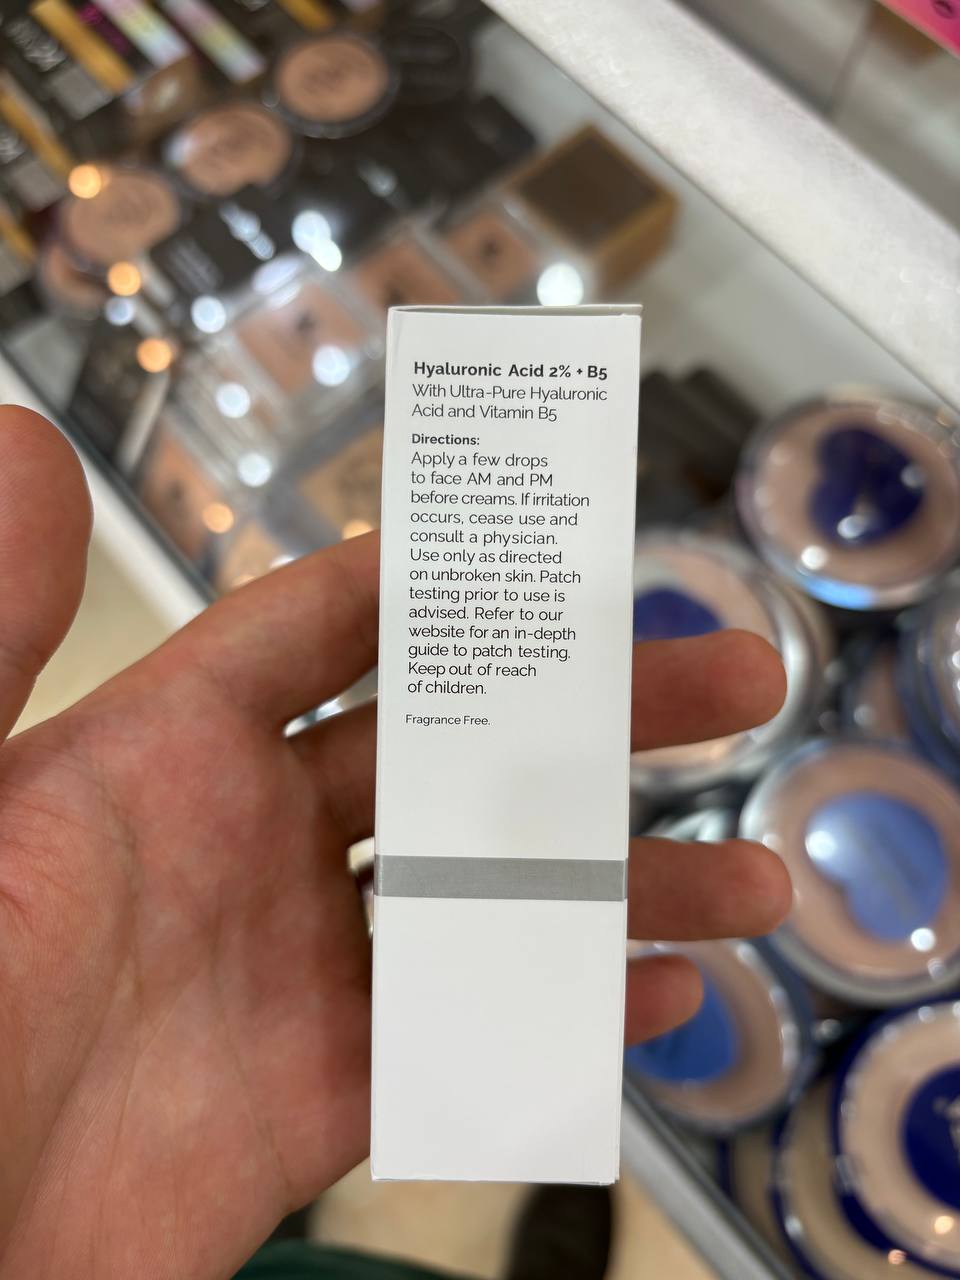 Hyaluronic Acid 2% + B5
With Ultra-Pure Hyaluronic
Acid and Vitamin B5
Directions:
Apply a few drops
to face AM and PM
before creams. If irritation
occurs, cease use and
consult a physician.
Use only as directed
on unbroken skin. Patch
testing prior to use is
advised. Refer to our
website for an in-depth
guide to patch testing.
Keep out of reach
of children.
Fragrance Free.